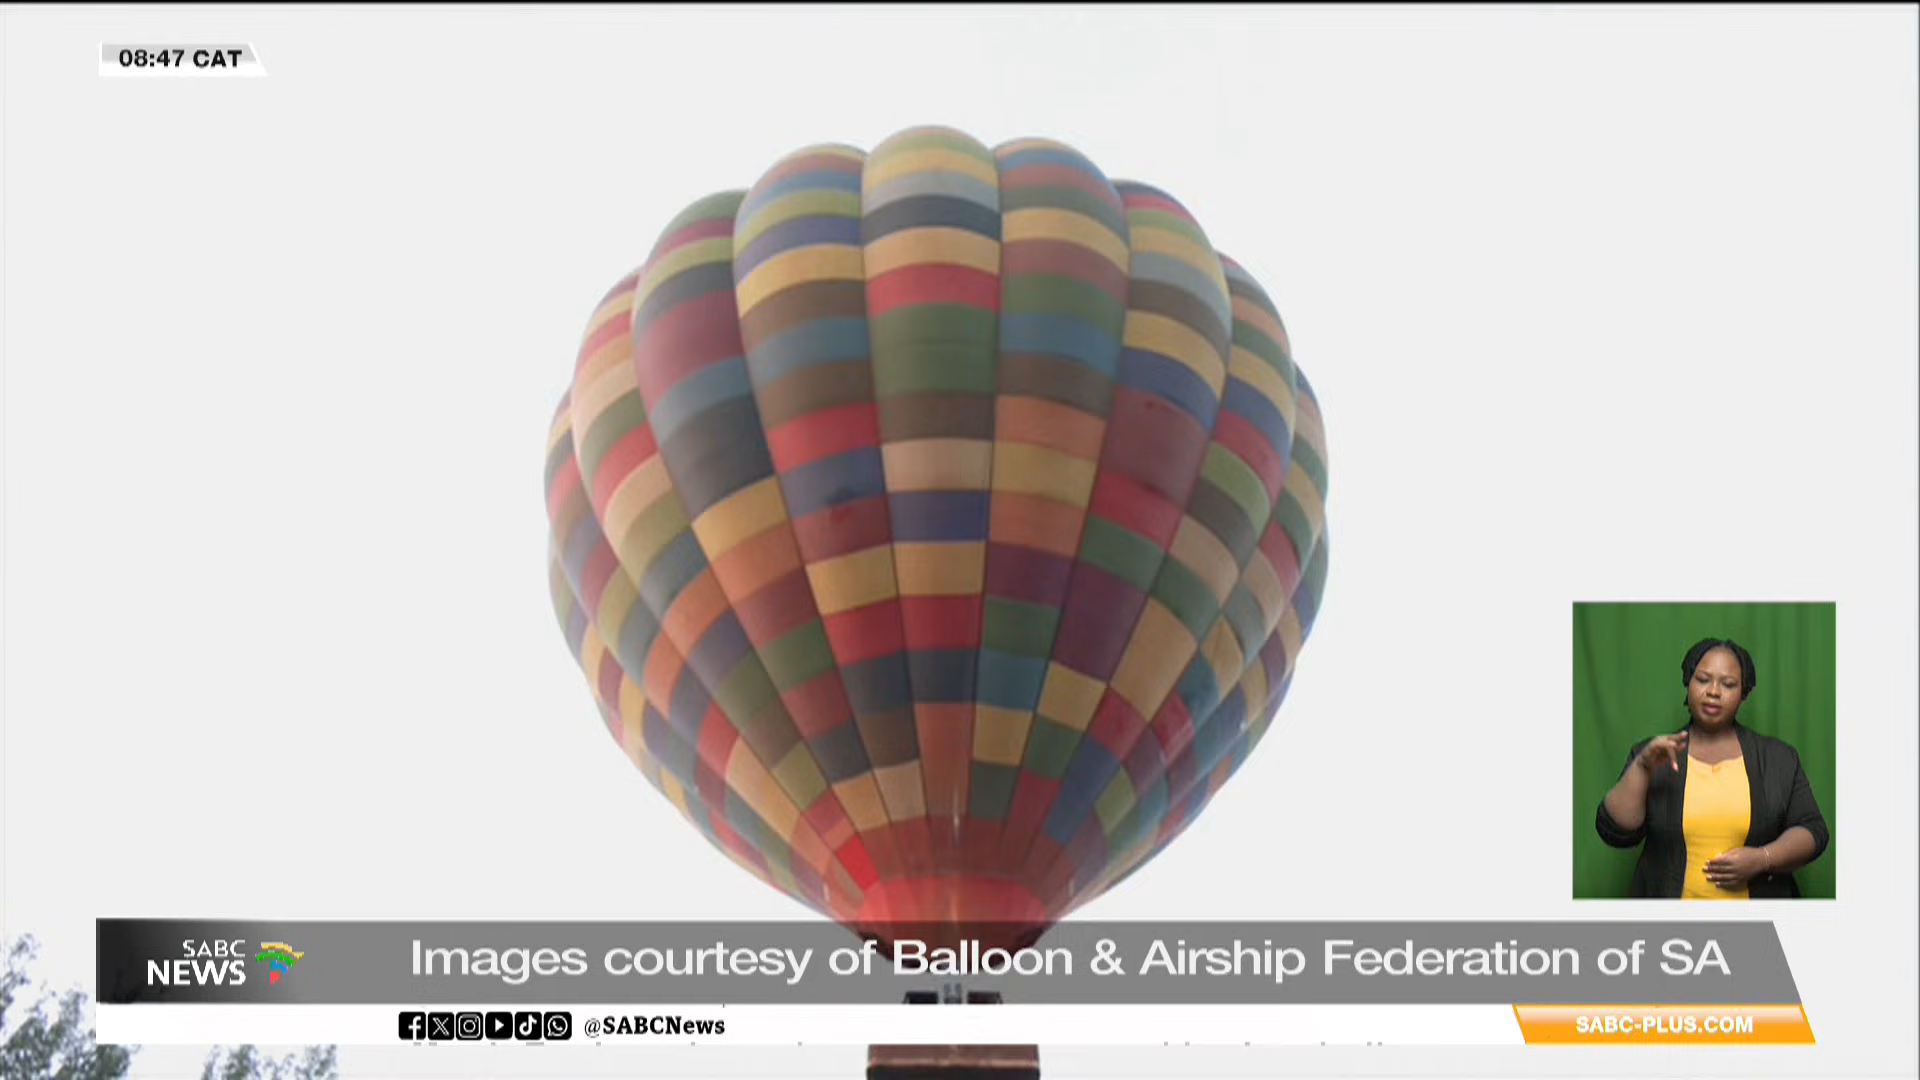 08:47 CAT
SABC
NEWS
Images courtesy of Balloon & Airship Federation of SA
@SABCNews
SABC-PLUS.COM